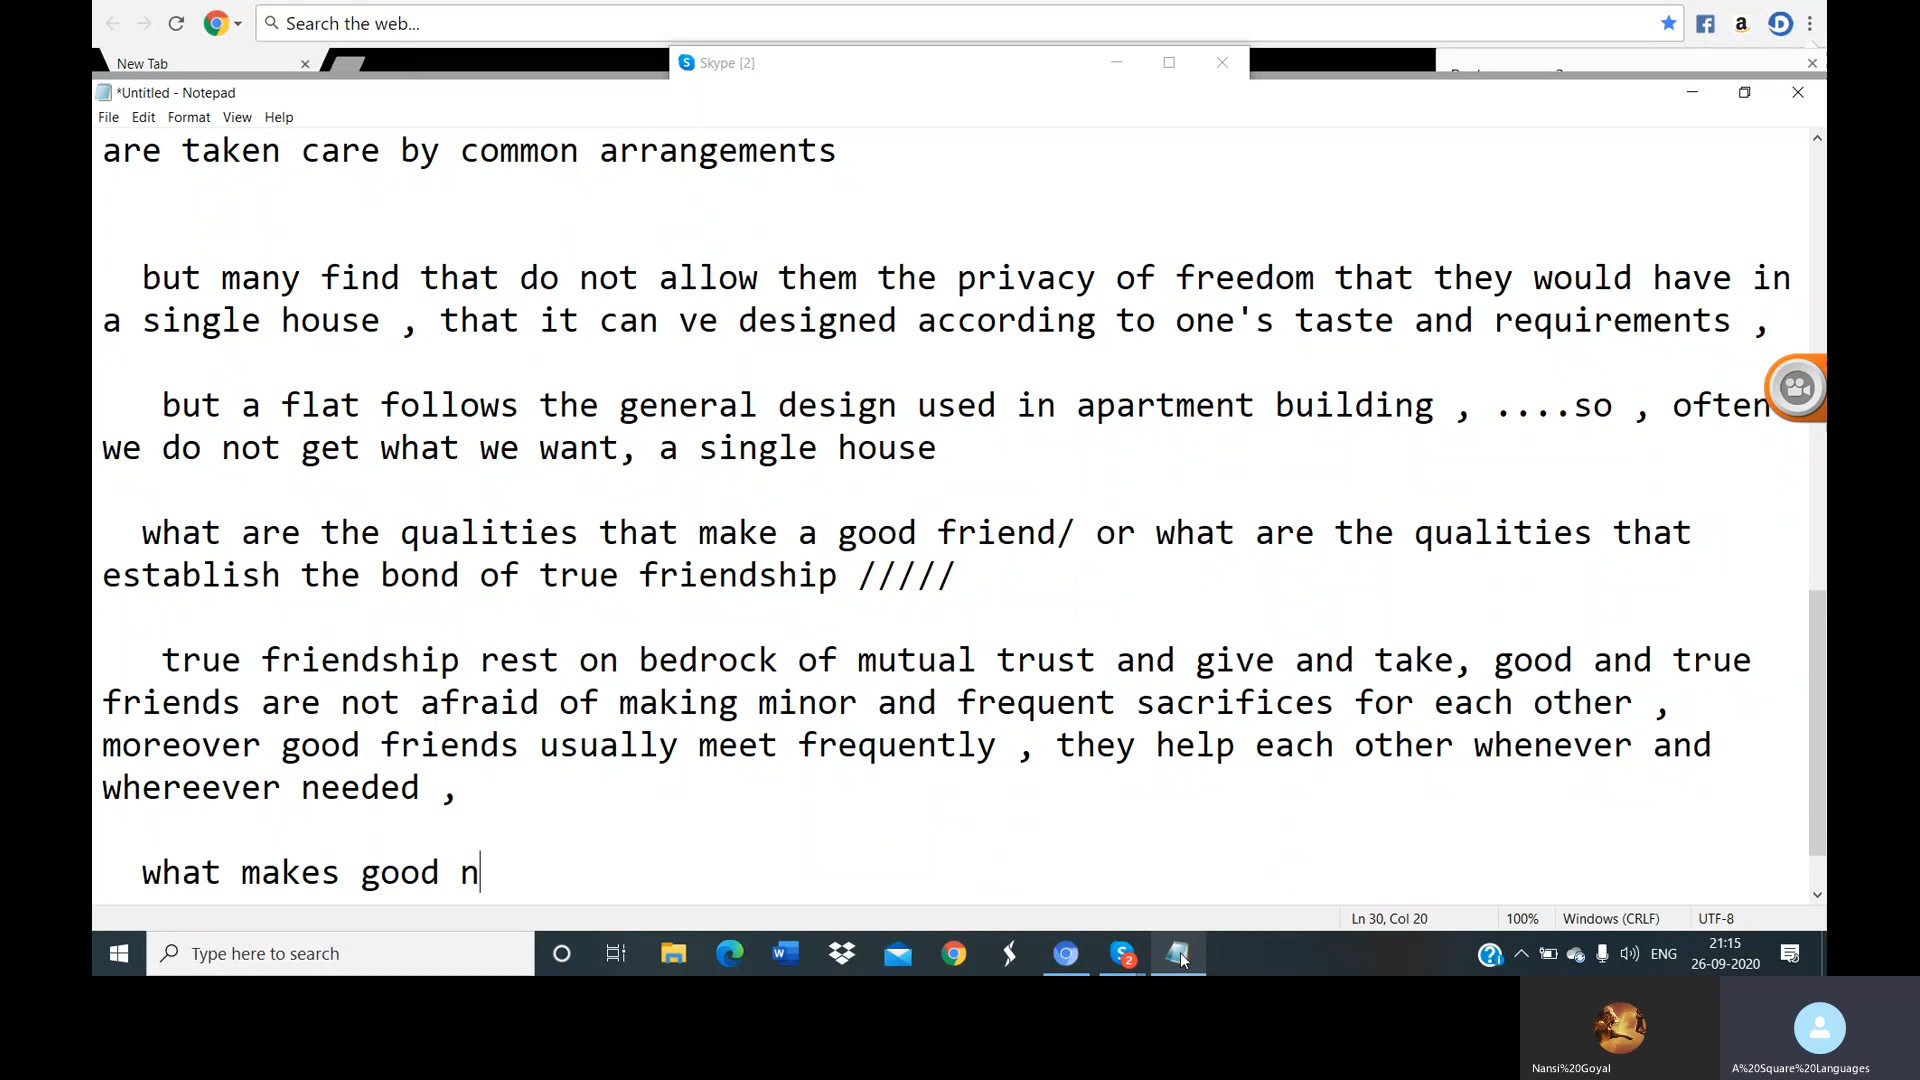 Search the web...
New Tab
Skype [2]
*Untitled - Notepad
File Edit Format View Help
are taken care by common arrangements
but many find that do not allow them the privacy of freedom that they would have in
a single house , that it can ve designed according to one's taste and requirements ,
but a flat follows the general design used in apartment building , ....so , often
we do not get what we want, a single house
what are the qualities that make a good friend/ or what are the qualities that
establish the bond of true friendship /////
true friendship rest on bedrock of mutual trust and give and take, good and true
friends are not afraid of making minor and frequent sacrifices for each other ,
moreover good friends usually meet frequently , they help each other whenever and
whereever needed ,
what makes good n
Ln 30, Col 20 100% Windows (CRLF) UTF-8
Type here to search
2
ENG
21:15
26-09-2020
Nansi%20Goyal
A%20Square%20Languages